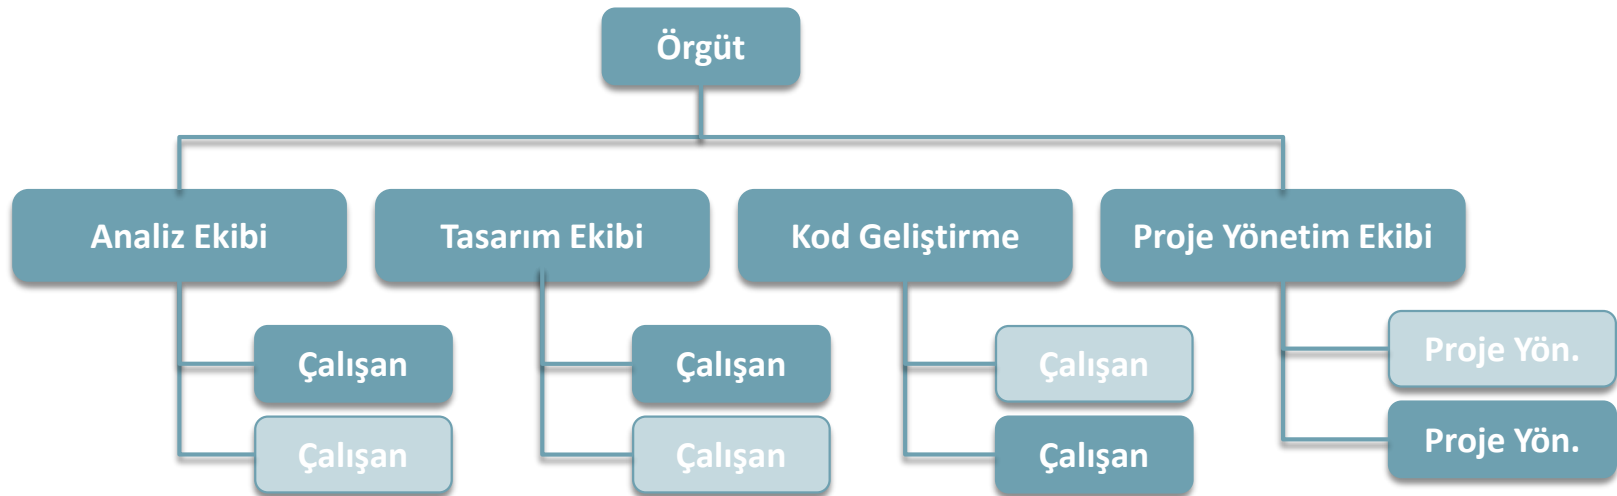 Örgüt
Analiz Ekibi
Tasarım Ekibi
Kod Geliştirme
Proje Yönetim Ekibi
Çalışan
Çalışan
Çalışan
Çalışan
Çalışan
Çalışan
Proje Yön.
Proje Yön.